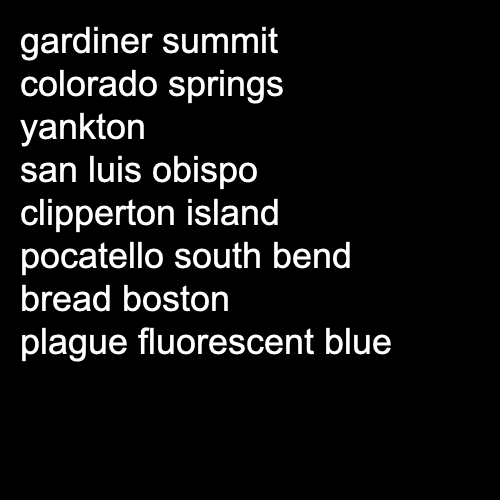 gardiner summit
colorado springs
yankton
san luis obispo
clipperton island
pocatello south bend
bread boston
plague fluorescent blue